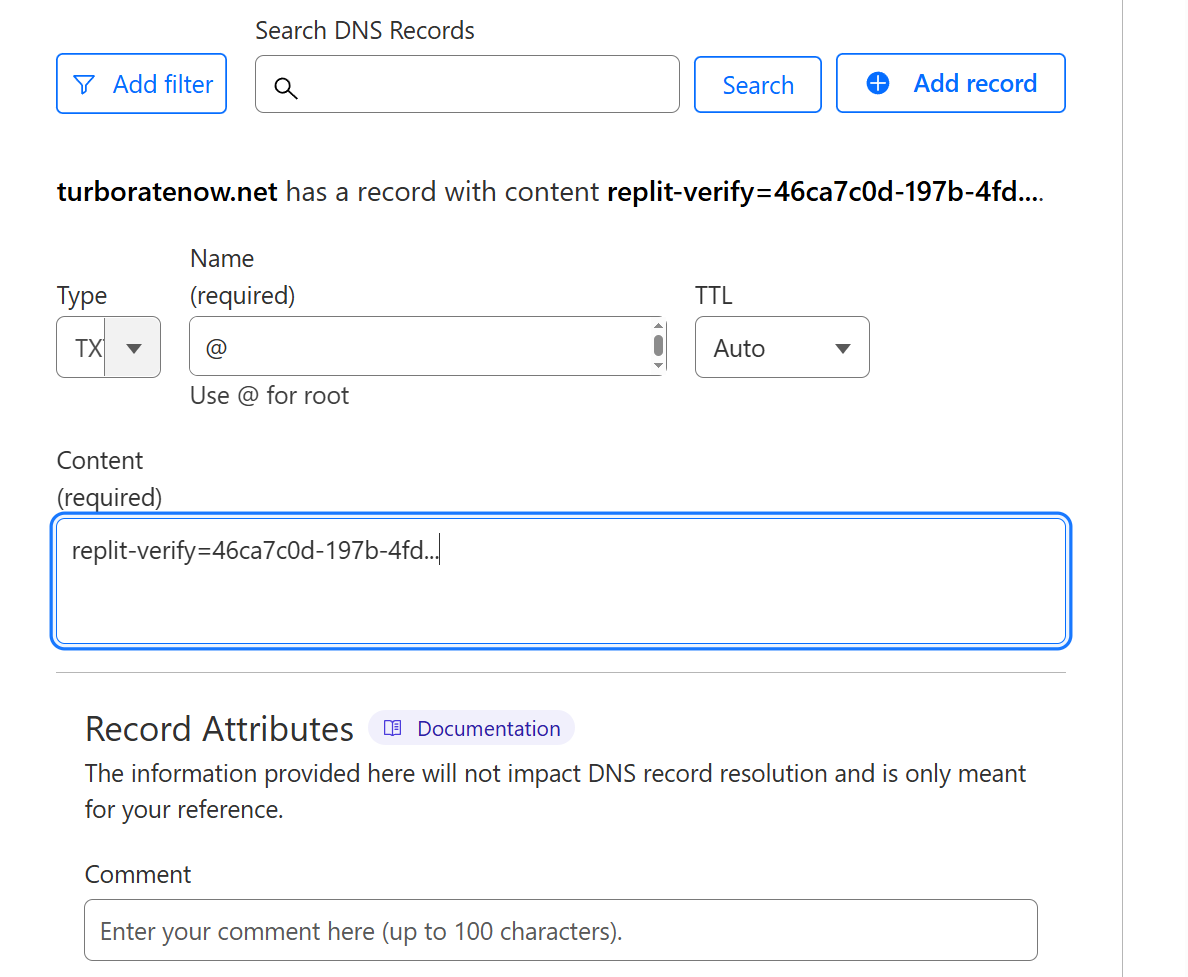 Search DNS Records
Add filter
Search
Add record
turboratenow.net has a record with content replit-verify=46ca7c0d-197b-4fd....
Name
Type
(required)
TTL
TX
@
Auto
Use @ for root
Content
(required)
replit-verify=46ca7c0d-197b-4fd...
Record Attributes
Documentation
The information provided here will not impact DNS record resolution and is only meant
for your reference.
Comment
Enter your comment here (up to 100 characters).